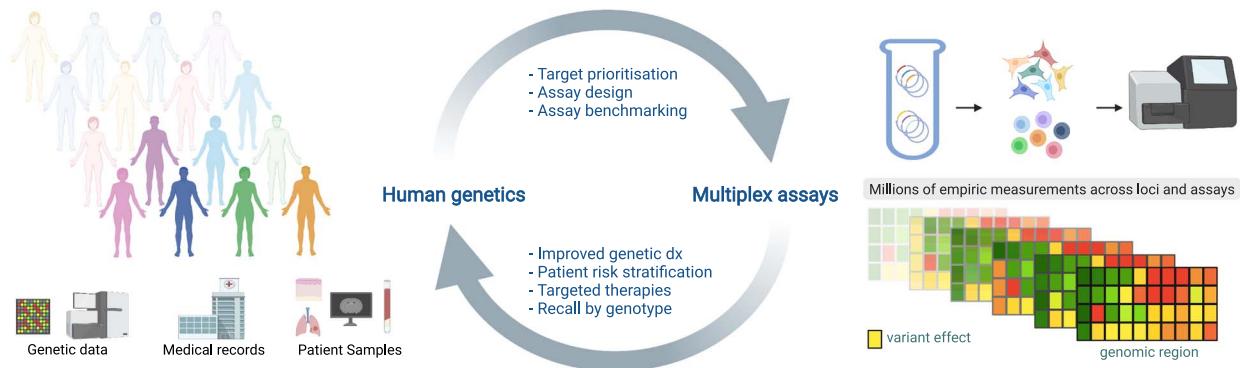 - Target prioritisation
- Assay design
- Assay benchmarking
Human genetics
Multiplex assays
- Improved genetic dx
- Patient risk stratification
- Targeted therapies
- Recall by genotype
Genetic data
Medical records
Patient Samples
Millions of empiric measurements across loci and assays
variant effect
genomic region